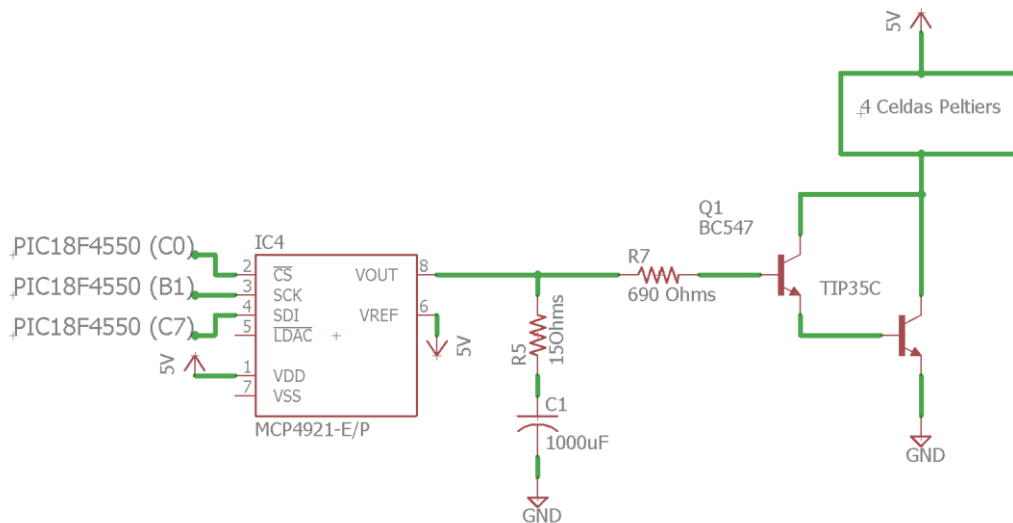 5V
4 Celdas Peltiers
Q1
BC547
PIC18F4550 (C0)
PIC18F4550 (B1)
PIC18F4550 (C7)
5V
IC4
2 CS
3 SCK
4 SDI
5 LDAC
1 VDD
7 VSS
VOUT 8
VREF 6
MCP4921-E/P
5V
R7
690 Ohms
TIP35C
R5
15Ohms
C1
1000uF
GND
GND